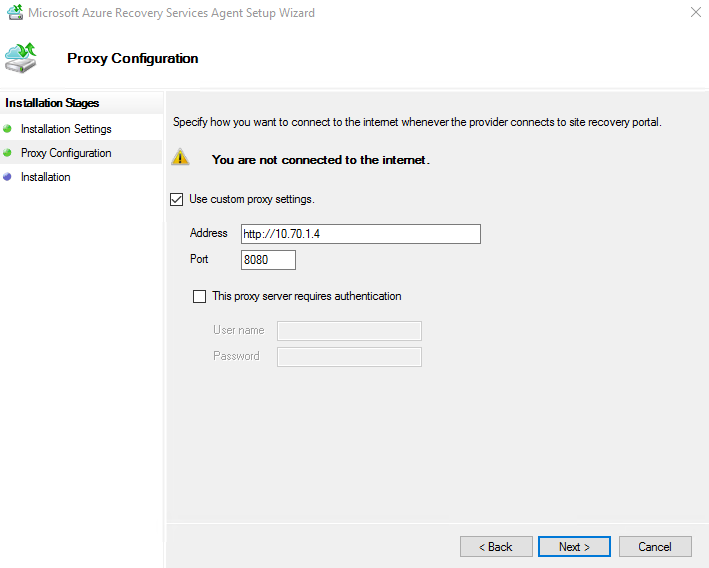 Microsoft Azure Recovery Services Agent Setup Wizard
Proxy Configuration
Installation Stages
Installation Settings
Proxy Configuration
Installation
Specify how you want to connect to the internet whenever the provider connects to site recovery portal.
You are not connected to the internet.
Use custom proxy settings.
Address http://10.70.1.4
Port 8080
This proxy server requires authentication
User name
Password
< Back Next > Cancel